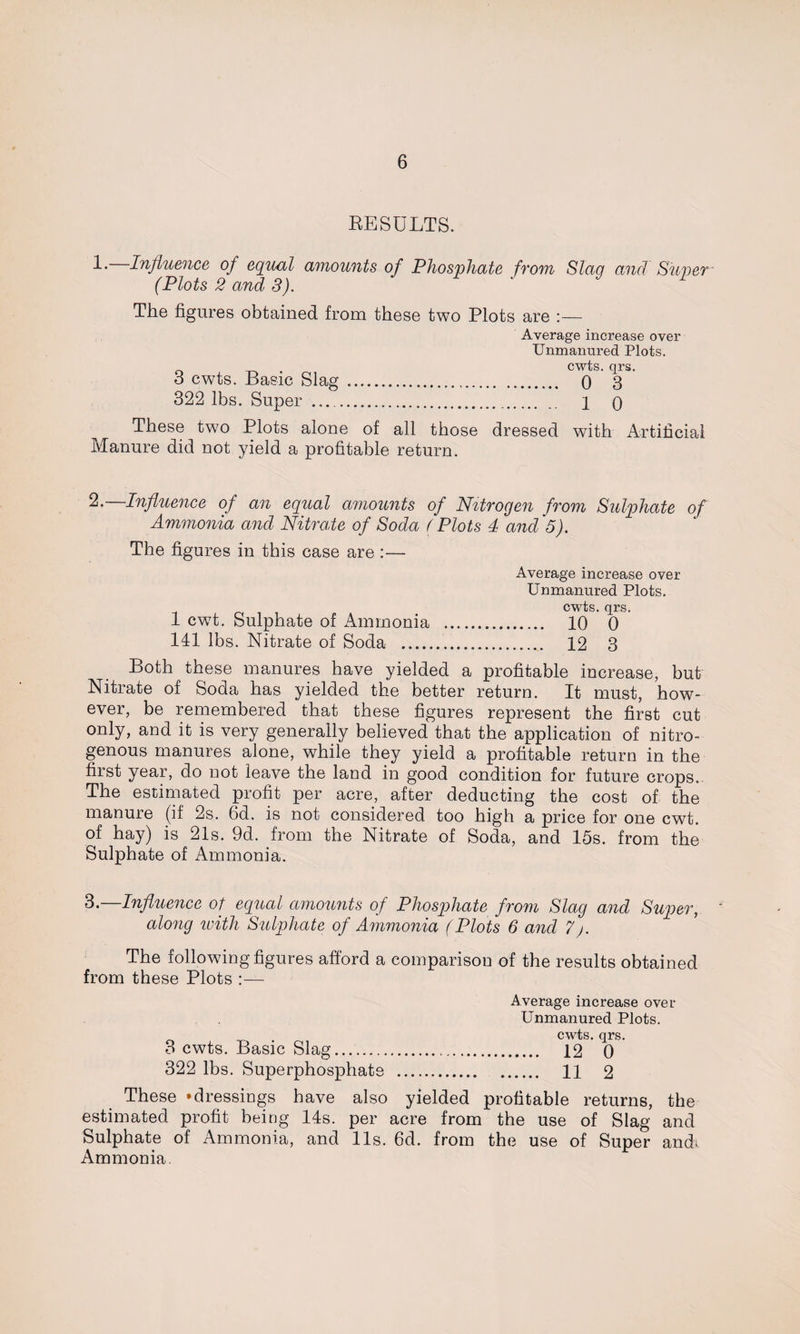 6
RESULTS.
1.—Influence of equal amounts of Phosphate from Slag and Super
(Plots 2 and 3).
The figures obtained from these two Plots are :—
Average increase over
Unmanured Plots.
cwts. qrs.
3 cwts. Basic Slag ........................... ......... 0 3
322 lbs. Super ....................................... .. 1 0
These two Plots alone of all those dressed with Artificial
Manure did not yield a profitable return.
2.—Influence of an equal amounts of Nitrogen from Sulphate of
Ammonia and Nitrate of Soda (Plots 4 and 5).
The figures in this case are :—
Average increase over
Unmanured Plots.
cwts. qrs.
1 cwt. Sulphate of Ammonia ................ 10 0
141 lbs. Nitrate of Soda ...................... 12 3
Both these manures have yielded a profitable increase, but
Nitrate of Soda has yielded the better return. It must, how-
ever, be remembered that these figures represent the first cut
only, and it is very generally believed that the application of nitro-
genous manures alone, while they yield a profitable return in the
first year, do not leave the land in good condition for future crops.
The estimated profit per acre, after deducting the cost of the
manure (if 2s. 6d. is not considered too high a price for one cwt.
of hay) is 21s. 9d. from the Nitrate of Soda, and 15s. from the
Sulphate of Ammonia.
3.—Influence of equal amounts of Phosphate from Slag and Super,
along with Sulphate of Ammonia (Plots 6 and 7).
The following figures afford a comparison of the results obtained
from these Plots :—
Average increase over
Unmanured Plots.
cwts. qrs.
3 cwts. Basic Slag.............................. 12 0
322 lbs. Superphosphate ............ ...... 11 2
These dressings have also yielded profitable returns, the
estimated profit being 14s. per acre from the use of Slag and
Sulphate of Ammonia, and 11s. 6d. from the use of Super and
Ammonia.